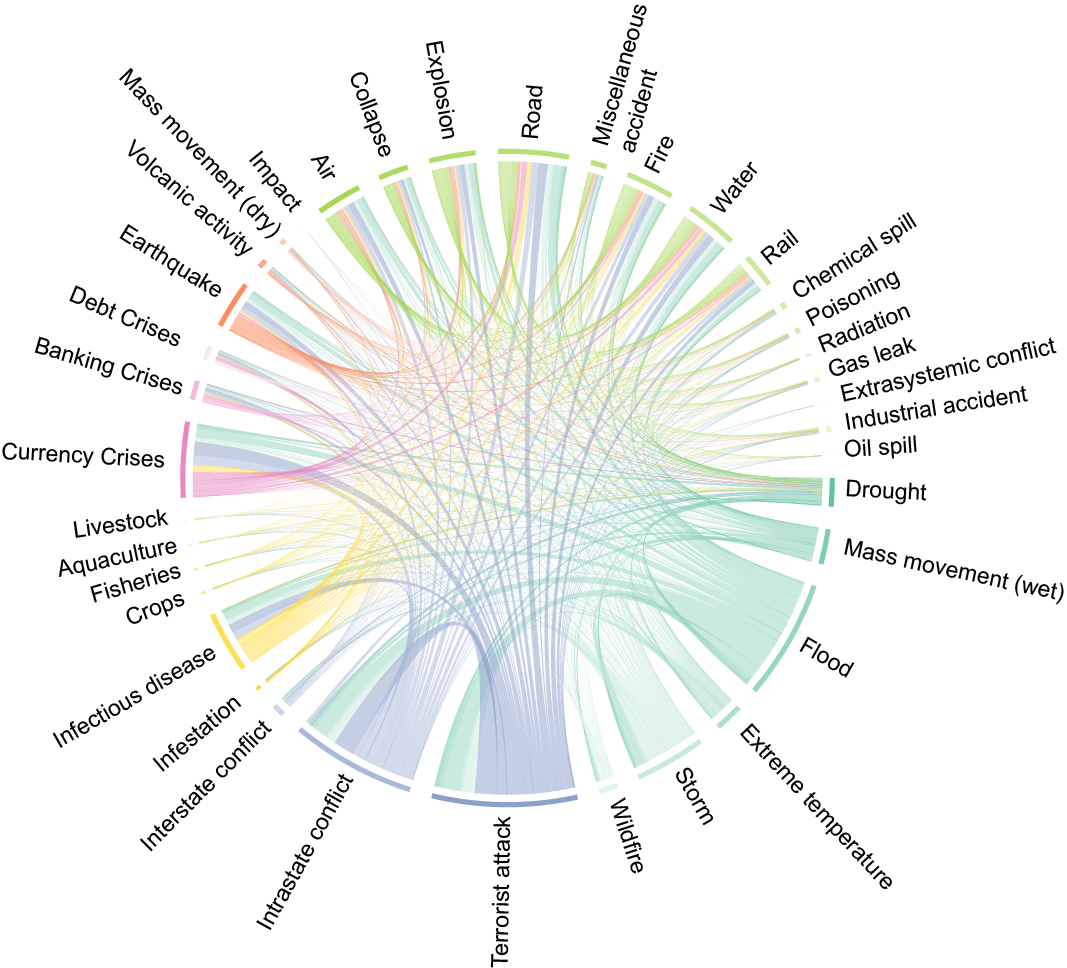 Road
Miscellaneous
accident
Fire
Water
Rail
Chemical spill
Poisoning
Radiation
Gas leak
Extrasystemic conflict
Industrial accident
Oil spill
Drought
Mass movement (wet)
Flood
Extreme temperature
Storm
Wildfire
Terrorist attack
Intrastate conflict
Interstate conflict
Infestation
Infectious disease
Crops
Fisheries
Aquaculture
Livestock
Currency Crises
Banking Crises
Debt Crises
Earthquake
Volcanic activity
Mass movement (dry)
Impact
Air
Collapse
Explosion